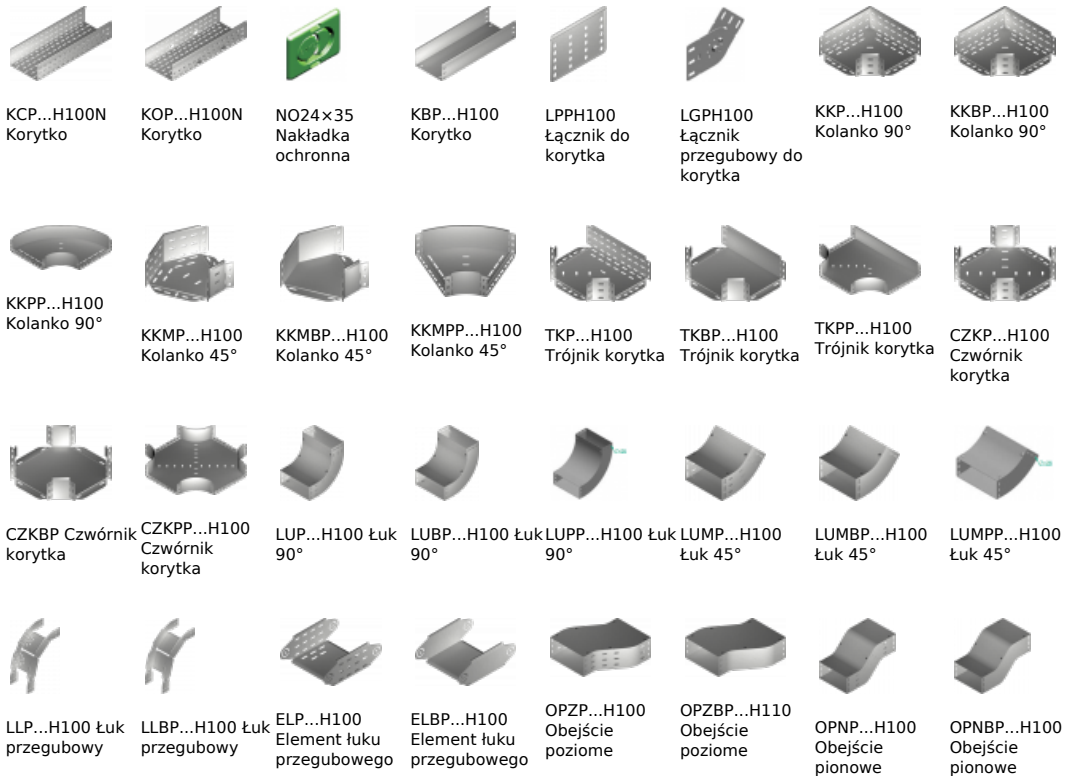 KCP...H100N
Korytko
KOP...H100N
Korytko
NO24×35
Nakładka
ochronna
KBP...H100
Korytko
LPPH100
Łącznik do
korytka
LGPH100
Łącznik
przegubowy do
korytka
KKP...H100
Kolanko 90°
KKBP...H100
Kolanko 90°
KKPP...H100
Kolanko 90°
KKMP...H100
Kolanko 45°
KKMBP...H100
Kolanko 45°
KKMPP...H100
Kolanko 45°
TKP...H100
Trójnik korytka
TKBP...H100
Trójnik korytka
TKPP...H100
Trójnik korytka
CZKP...H100
Czwórnik
korytka
CZKBP Czwórnik
korytka
CZKPP...H100
Czwórnik
korytka
LUP...H100 Łuk
90°
LUBP...H100 Łuk
90°
LUPP...H100 Łuk
90°
LUMP...H100
Łuk 45°
LUMBP...H100
Łuk 45°
LUMPP...H100
Łuk 45°
LLP...H100 Łuk
przegubowy
LLBP...H100 Łuk
przegubowy
ELP...H100
Element łuku
przegubowego
ELBP...H100
Element łuku
przegubowego
OPZP...H100
Obejście
poziome
OPZBP...H110
Obejście
poziome
OPNP...H100
Obejście
pionowe
OPNBP...H100
Obejście
pionowe